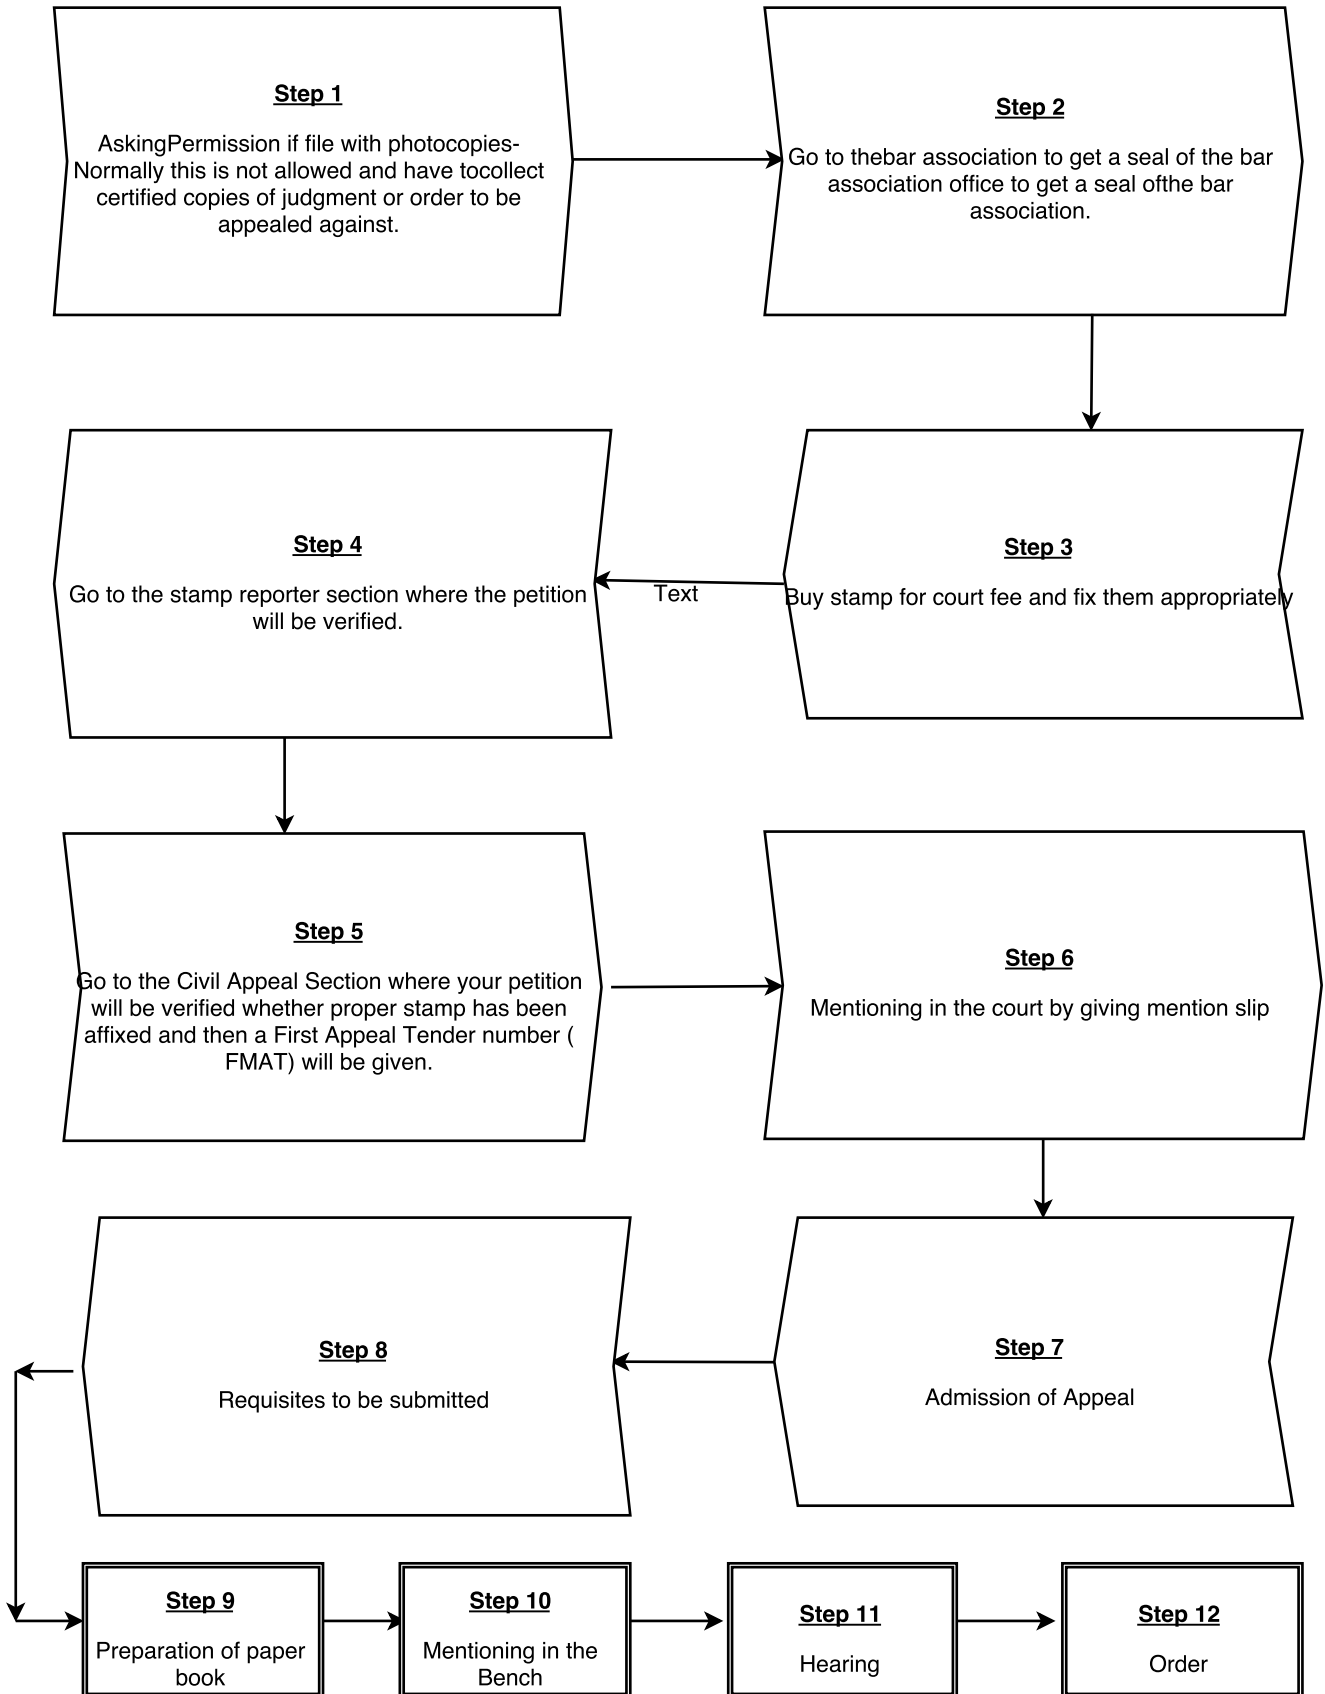 Step 1
AskingPermission if file with photocopies-
Normally this is not allowed and have tocollect
certified copies of judgment or order to be
appealed against.
Step 2
Go to thebar association to get a seal of the bar
association office to get a seal ofthe bar
association.
Step 3
Buy stamp for court fee and fix them appropriately
Text
Step 4
Go to the stamp reporter section where the petition
will be verified.
Step 5
Go to the Civil Appeal Section where your petition
will be verified whether proper stamp has been
affixed and then a First Appeal Tender number (
FMAT) will be given.
Step 6
Mentioning in the court by giving mention slip
Step 7
Admission of Appeal
Step 8
Requisites to be submitted
Step 9
Preparation of paper
book
Step 10
Mentioning in the
Bench
Step 11
Hearing
Step 12
Order